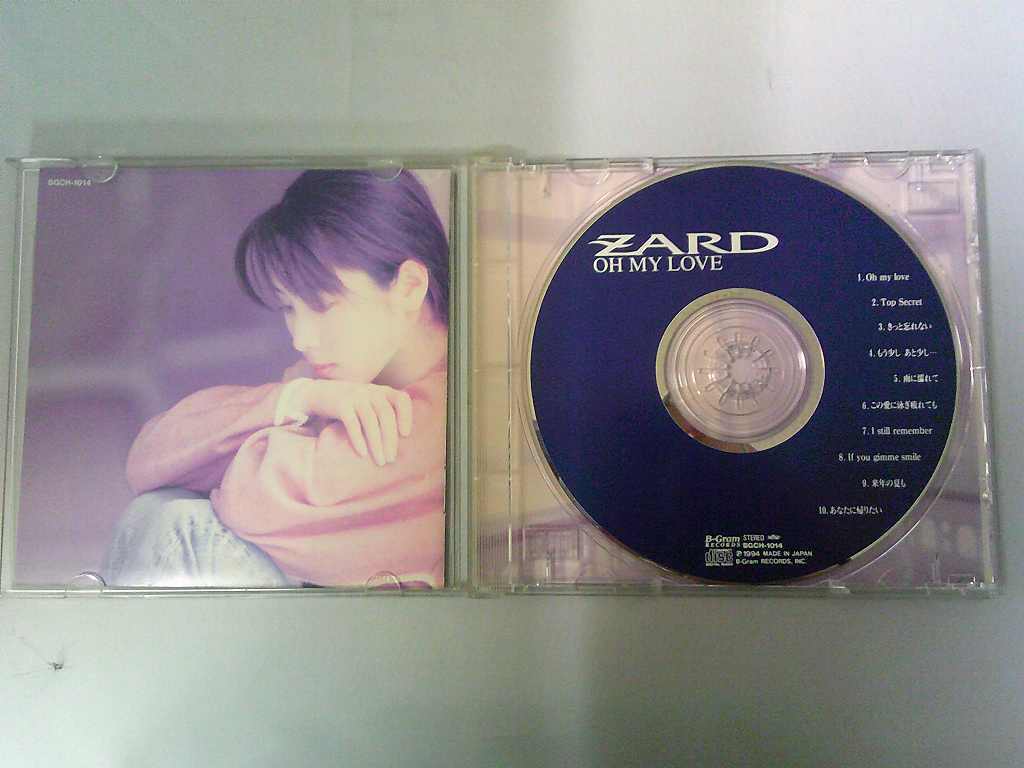 BGCH-1014
ZARD
OH MY LOVE
1. Oh my love
2. Top Secret
3. きっと忘れない
4. もう少し あと少し…
5. 雨に濡れて
6. この愛に泳ぎ疲れても
7. I still remember
8. If you gimme smile
9. 来年の夏も
10. あなたに帰りたい
B-Gram STEREO
RECORDS BGCH-1014
℗ 1994 MADE IN JAPAN
B-Gram RECORDS, INC.